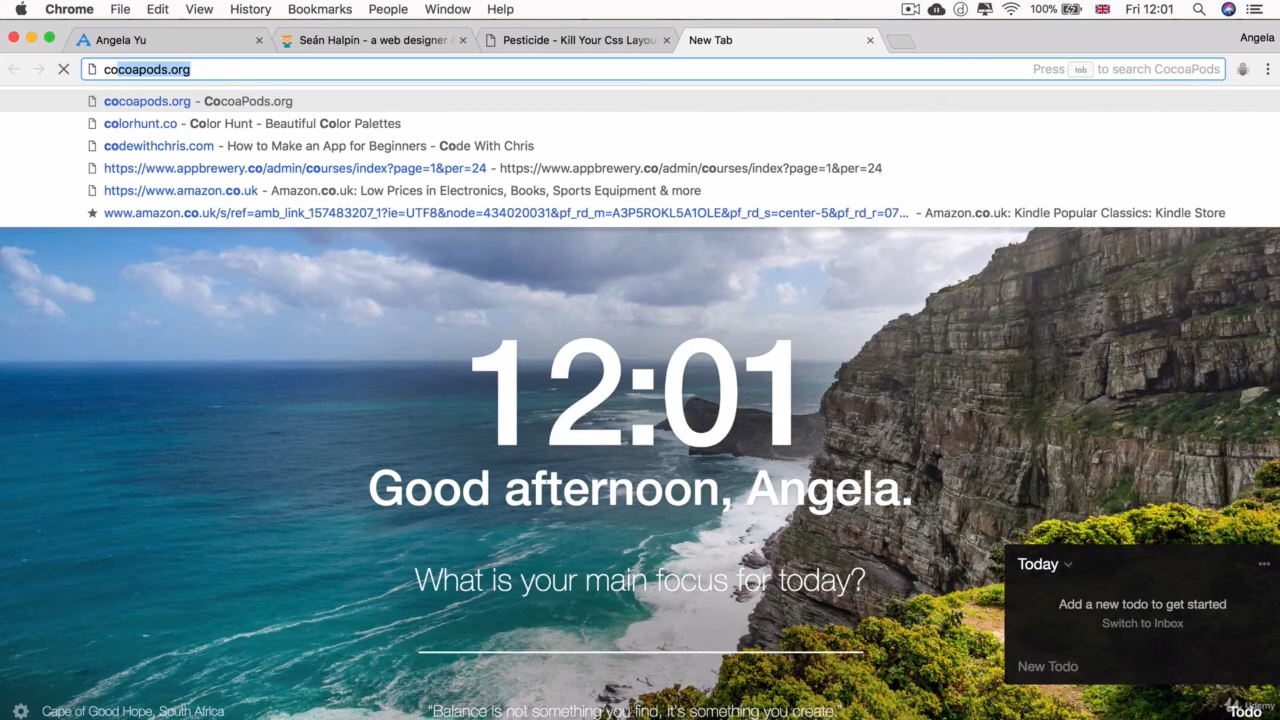 Chrome File Edit View History Bookmarks People Window Help 100% Fri 12:01
Angela Yu Seán Halpin - a web designer Pesticide - Kill Your Css Layou New Tab Angela
cocoapods.org Press tab to search CocoaPods
cocoapods.org - CocoaPods.org
colorhunt.co - Color Hunt - Beautiful Color Palettes
codewithchris.com - How to Make an App for Beginners - Code With Chris
https://www.appbrewery.co/admin/courses/index?page=1&per=24 - https://www.appbrewery.co/admin/courses/index?page=1&per=24
https://www.amazon.co.uk - Amazon.co.uk: Low Prices in Electronics, Books, Sports Equipment & more
www.amazon.co.uk/s/ref=amb_link_157483207_1?ie=UTF8&node=434020031&pf_rd_m=A3P5ROKL5A1OLE&pf_rd_s=center-5&pf_rd_r=07... - Amazon.co.uk: Kindle Popular Classics: Kindle Store
12:01
Good afternoon, Angela.
What is your main focus for today?
Today
Add a new todo to get started
Switch to Inbox
New Todo
Cape of Good Hope, South Africa
"Balance is not something you find, it's something you create."
Udemy
Todo